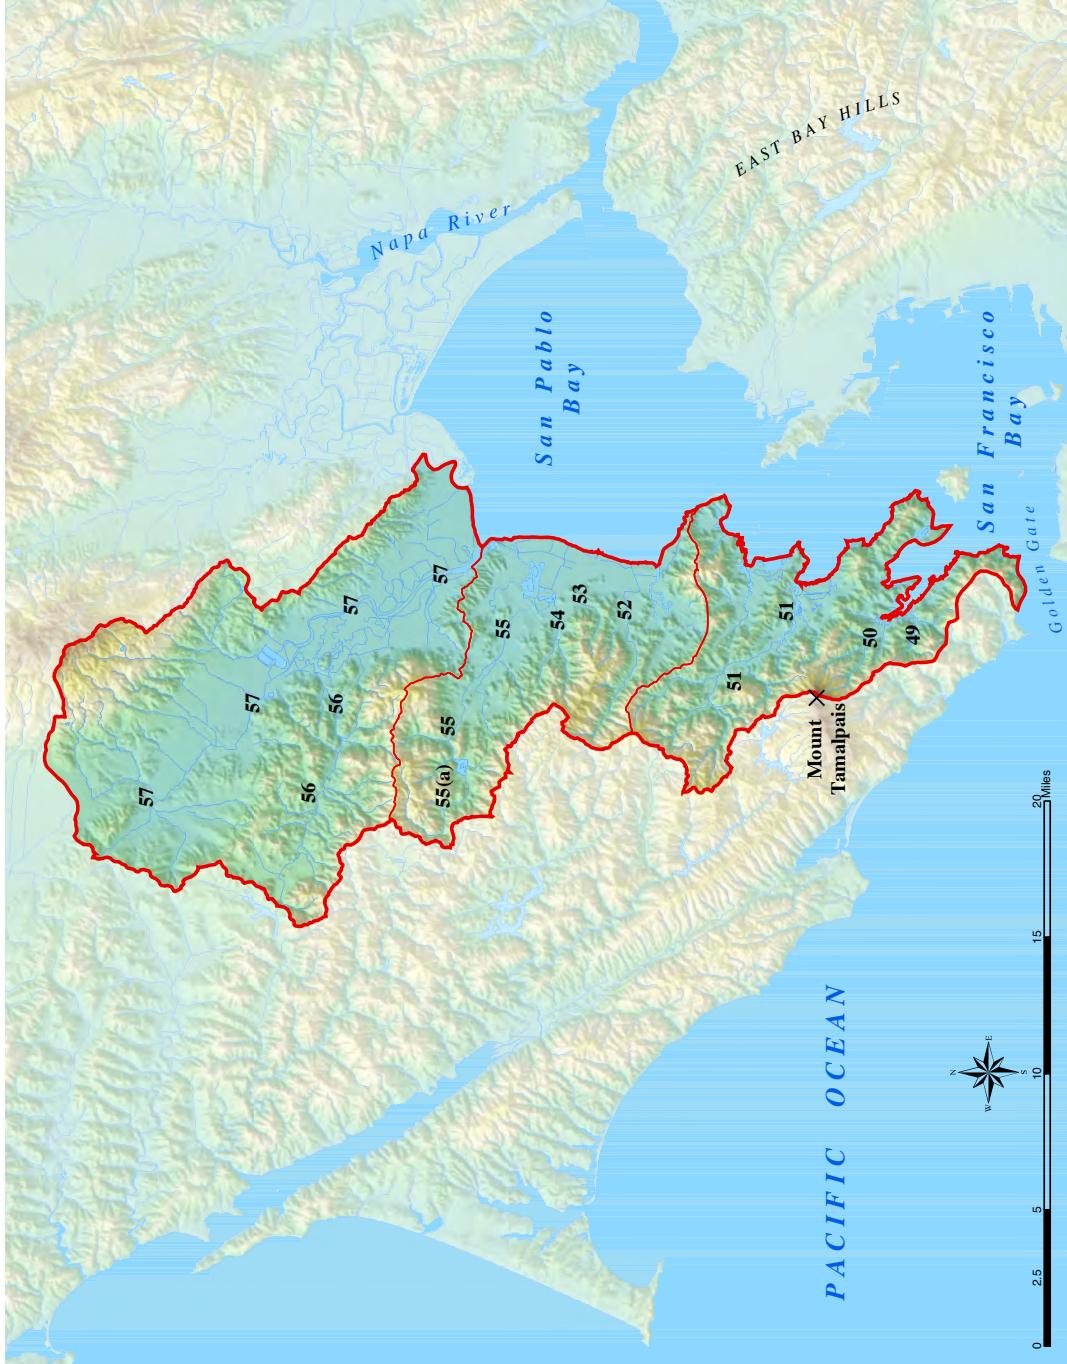 EAST BAY HILLS
Napa River
San Pablo
Bay
San Francisco
Bay
Golden Gate
57
57
57
57
56
56
55
55
55(a)
54
53
52
51
51
50
49
Mount
Tamalpais
PACIFIC OCEAN
N
E
S
W
0 2.5 5 10 15 20
Miles